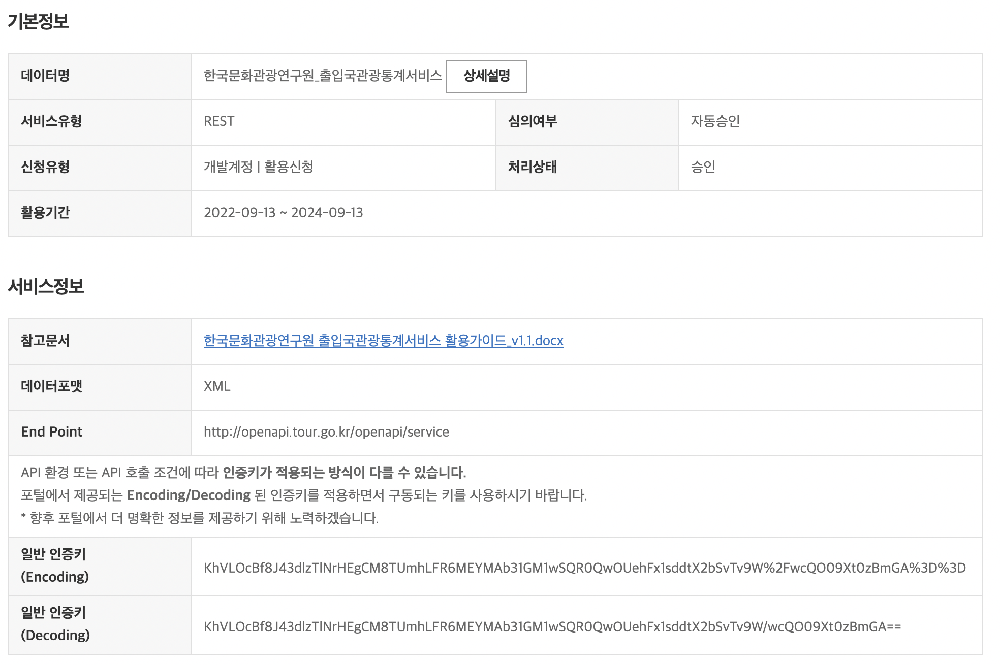 기본정보
데이터명 한국문화관광연구원_출입국관광통계서비스 상세설명
서비스유형 REST 심의여부 자동승인
신청유형 개발계정 | 활용신청 처리상태 승인
활용기간 2022-09-13 ~ 2024-09-13
서비스정보
참고문서 한국문화관광연구원 출입국관광통계서비스 활용가이드_v1.1.docx
데이터포맷 XML
End Point http://openapi.tour.go.kr/openapi/service
API 환경 또는 API 호출 조건에 따라 인증키가 적용되는 방식이 다를 수 있습니다.
포털에서 제공되는 Encoding/Decoding 된 인증키를 적용하면서 구동되는 키를 사용하시기 바랍니다.
* 향후 포털에서 더 명확한 정보를 제공하기 위해 노력하겠습니다.
일반 인증키
(Encoding)
KhVLOcBf8J43dlzTlNrHEgCM8TUmhLFR6MEYMAb31GM1wSQR0QwOUehFx1sddtX2bSvTv9W%2FwcQO09Xt0zBmGA%3D%3D
일반 인증키
(Decoding)
KhVLOcBf8J43dlzTlNrHEgCM8TUmhLFR6MEYMAb31GM1wSQR0QwOUehFx1sddtX2bSvTv9W/wcQO09Xt0zBmGA==